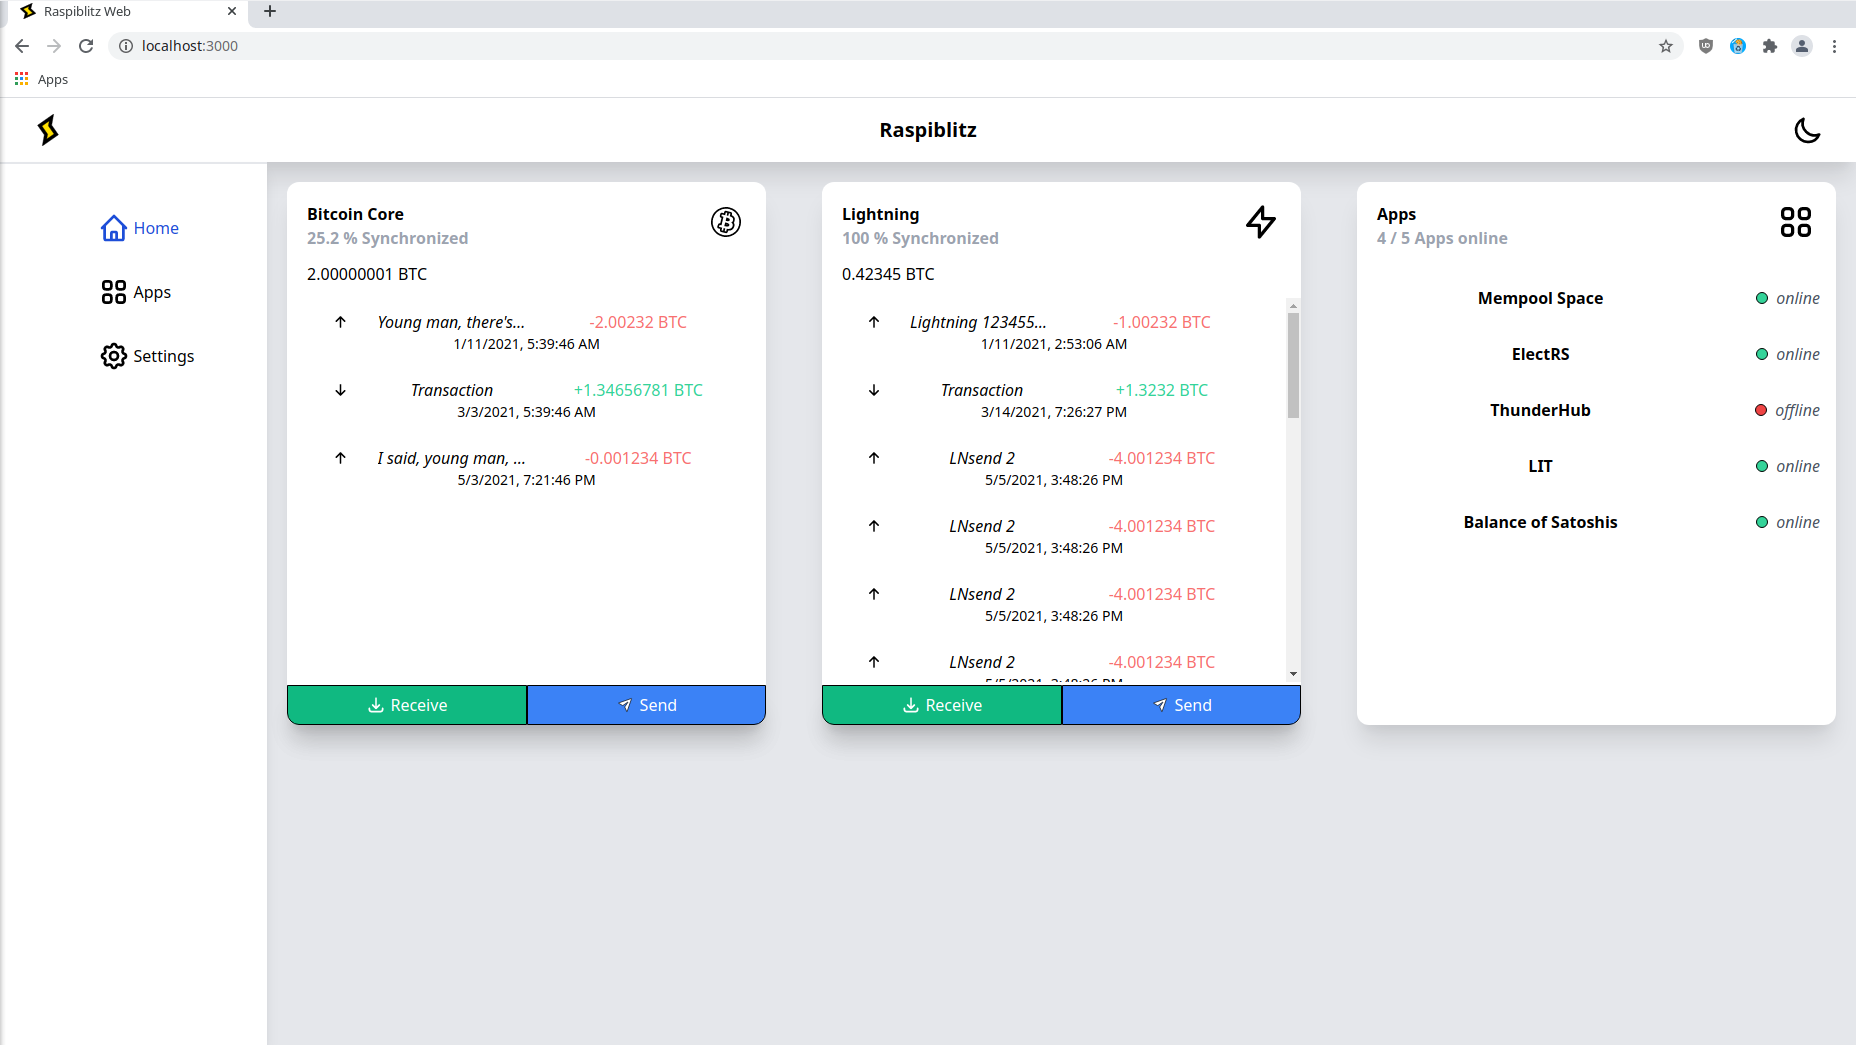 Raspiblitz Web
localhost:3000
Apps
Raspiblitz
Home
Apps
Settings
Bitcoin Core
25.2 % Synchronized
2.00000001 BTC
Young man, there's... -2.00232 BTC
1/11/2021, 5:39:46 AM
Transaction +1.34656781 BTC
3/3/2021, 5:39:46 AM
I said, young man, ... -0.001234 BTC
5/3/2021, 7:21:46 PM
Receive Send
Lightning
100 % Synchronized
0.42345 BTC
Lightning 123455... -1.00232 BTC
1/11/2021, 2:53:06 AM
Transaction +1.3232 BTC
3/14/2021, 7:26:27 PM
LNsend 2 -4.001234 BTC
5/5/2021, 3:48:26 PM
LNsend 2 -4.001234 BTC
5/5/2021, 3:48:26 PM
LNsend 2 -4.001234 BTC
5/5/2021, 3:48:26 PM
LNsend 2 -4.001234 BTC
Receive Send
Apps
4 / 5 Apps online
Mempool Space online
ElectRS online
ThunderHub offline
LIT online
Balance of Satoshis online